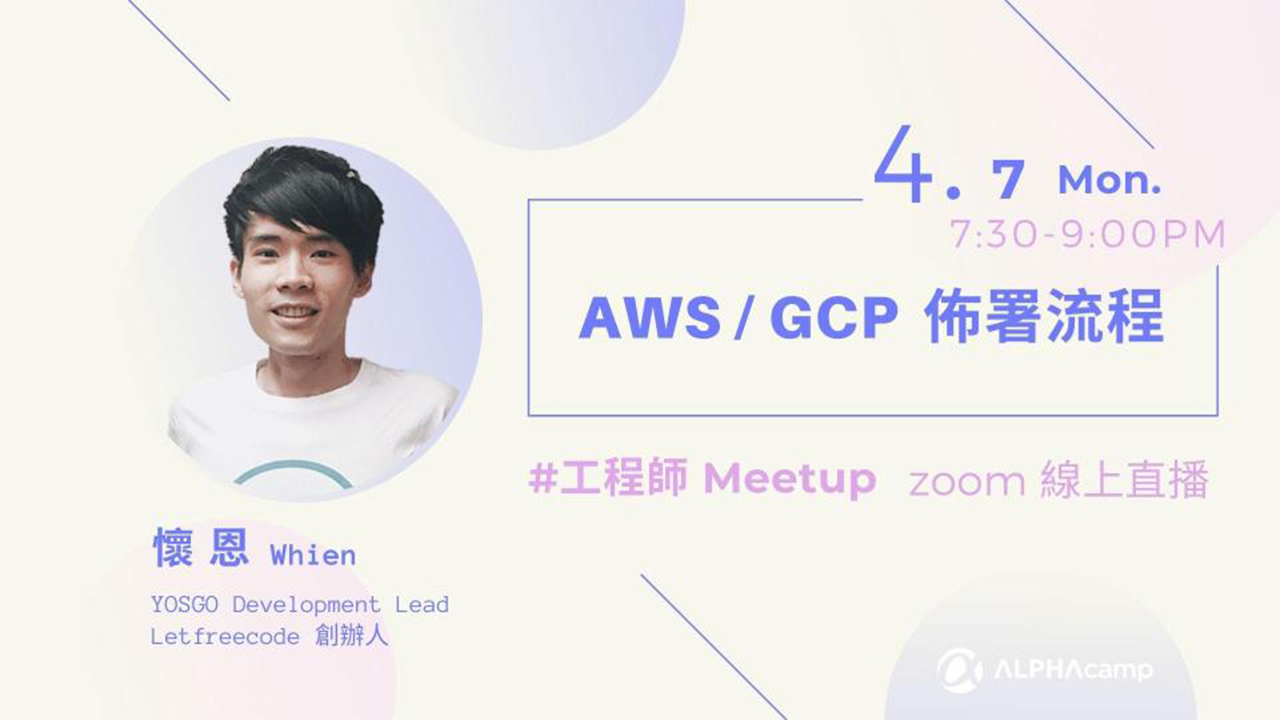 4. 7 Mon.
7:30-9:00PM
AWS / GCP 佈署流程
#工程師 Meetup zoom 線上直播
懷恩 Whien
YOSGO Development Lead
Letfreecode 創辦人
ALPHAcamp